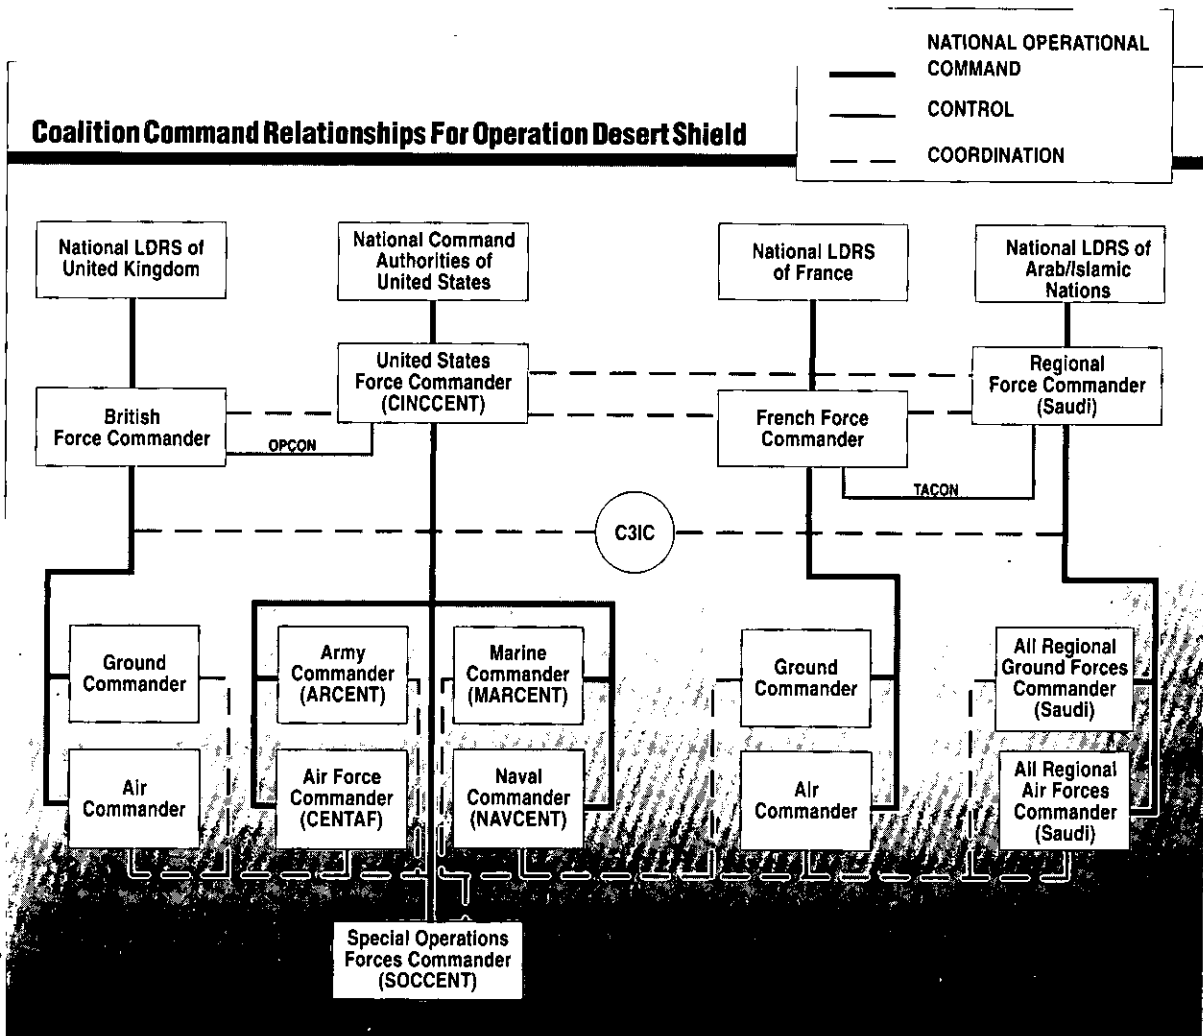 NATIONAL OPERATIONAL
COMMAND
CONTROL
COORDINATION
Coalition Command Relationships For Operation Desert Shield
National LDRS of
United Kingdom
National Command
Authorities of
United States
National LDRS
of France
National LDRS of
Arab/Islamic
Nations
United States
Force Commander
(CINCCENT)
Regional
Force Commander
(Saudi)
British
Force Commander
French Force
Commander
OPCON
TACON
C3IC
Ground
Commander
Army
Commander
(ARCENT)
Marine
Commander
(MARCENT)
Ground
Commander
All Regional
Ground Forces
Commander
(Saudi)
Air
Commander
Air Force
Commander
(CENTAF)
Naval
Commander
(NAVCENT)
Air
Commander
All Regional
Air Forces
Commander
(Saudi)
Special Operations
Forces Commander
(SOCCENT)